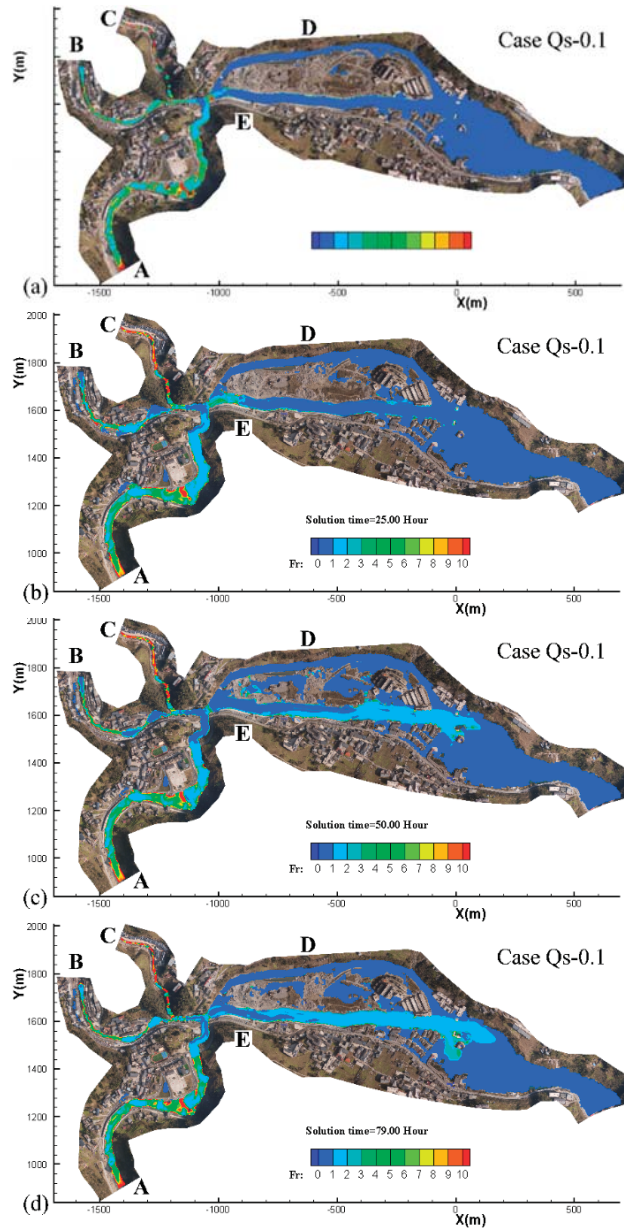 C
B
D
Case Qs-0.1
Y(m)
E
A
(a)
-1500 -1000 -500 0 500
X(m)
2000
C
D
Case Qs-0.1
B
1800
Y(m)
1600
E
1400
1200
Solution time=25.00 Hour
1000
Fr: 0 1 2 3 4 5 6 7 8 9 10
A
(b)
-1500 -1000 -500 0 500
X(m)
2000
C
D
Case Qs-0.1
B
1800
Y(m)
1600
E
1400
1200
Solution time=50.00 Hour
1000
Fr: 0 1 2 3 4 5 6 7 8 9 10
A
(c)
-1500 -1000 -500 0 500
X(m)
2000
C
D
Case Qs-0.1
B
1800
Y(m)
1600
E
1400
1200
Solution time=79.00 Hour
1000
Fr: 0 1 2 3 4 5 6 7 8 9 10
A
(d)
-1500 -1000 -500 0 500
X(m)